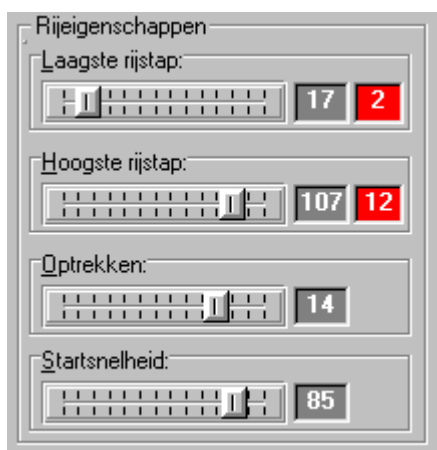 Rijeigenschappen
Laagste rijstap:
17 2
Hoogste rijstap:
107 12
Optrekken:
14
Startsnelheid:
85